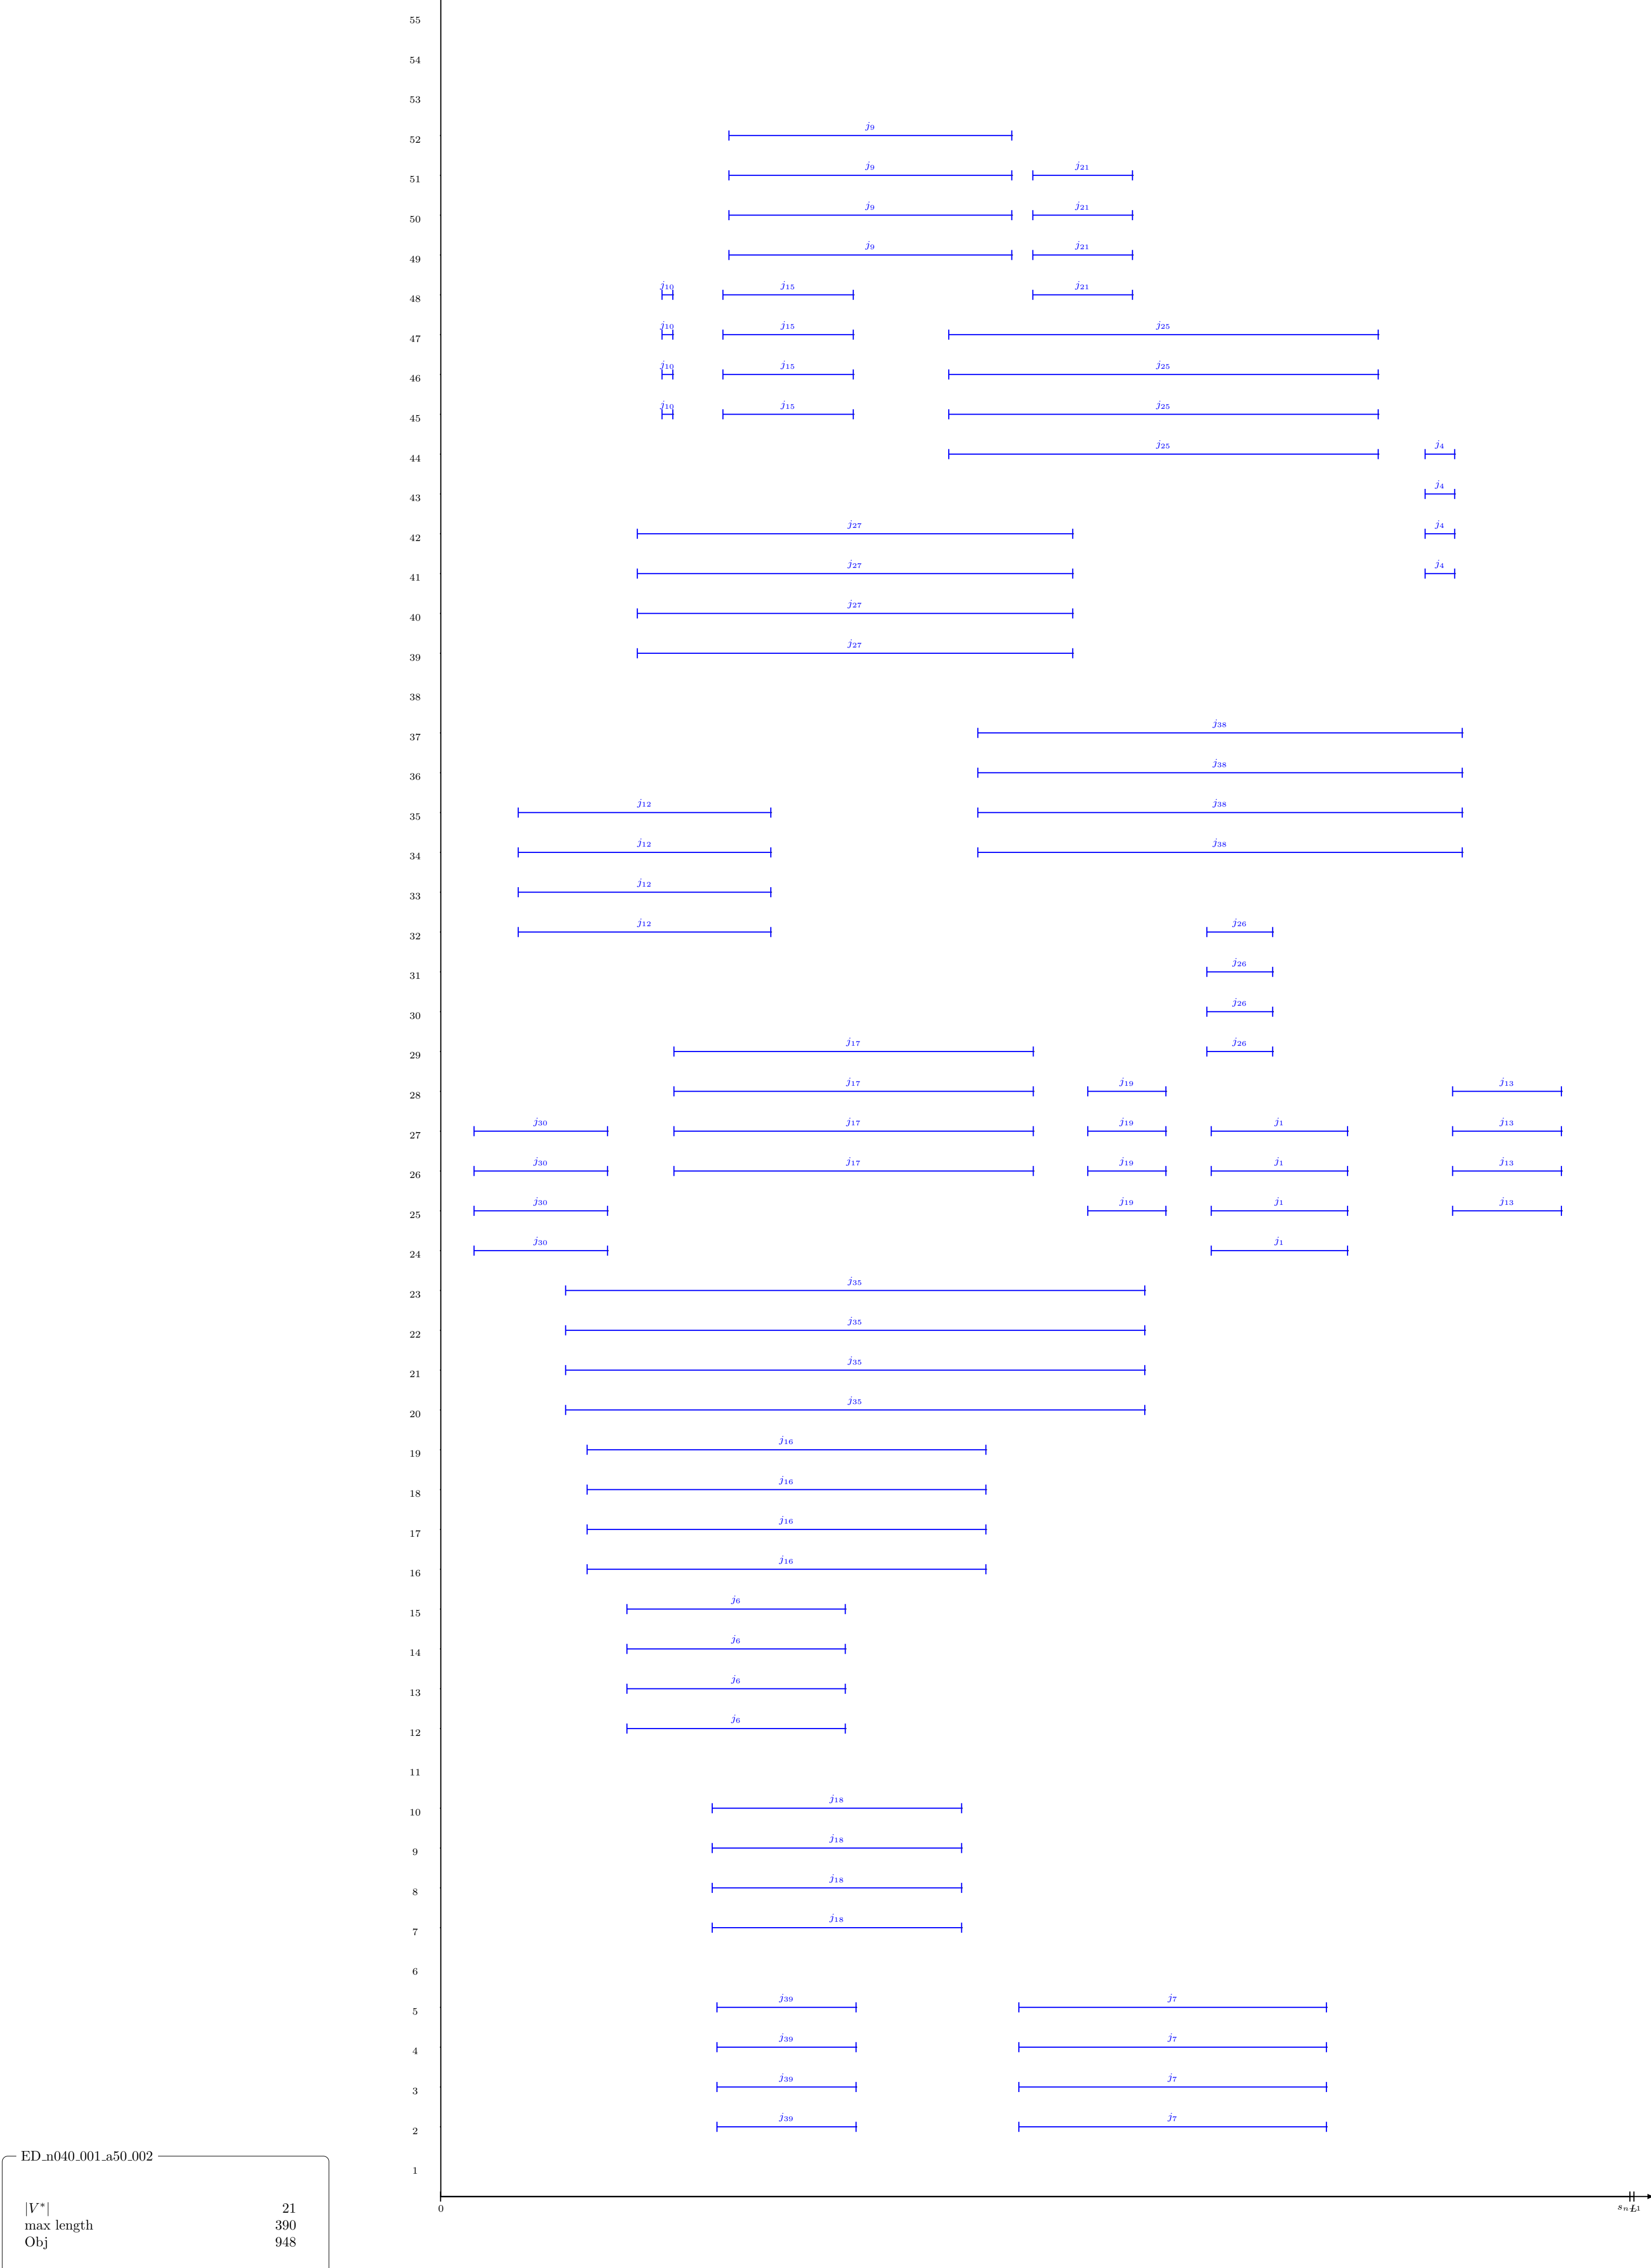 55
54
53
j9
52
j9 j21
51
j9 j21
50
j9 j21
49
j10 j15 j21
48
j10 j15 j25
47
j10 j15 j25
46
j10 j15 j25
45
j25 j4
44
j4
43
j27 j4
42
j27 j4
41
j27
40
j27
39
38
j38
37
j38
36
j12 j38
35
j12 j38
34
j12
33
j12 j26
32
j26
31
j26
30
j17 j26
29
j17 j19 j13
28
j30 j17 j19 j1 j13
27
j30 j17 j19 j1 j13
26
j30 j19 j1 j13
25
j30 j1
24
j35
23
j35
22
j35
21
j35
20
j16
19
j16
18
j16
17
j16
16
j6
15
j6
14
j6
13
j6
12
11
j18
10
j18
9
j18
8
j18
7
6
j39 j7
5
j39 j7
4
j39 j7
3
j39 j7
2
1
0
ED_n040_001_a50_002
|V*| 21
max length 390
Obj 948